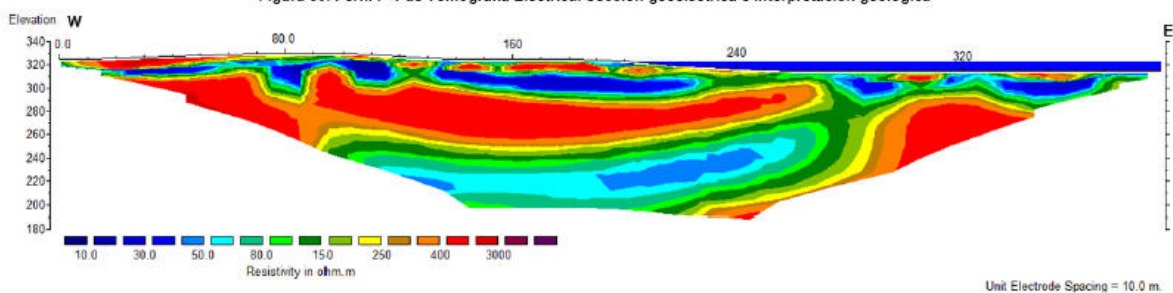 Elevation W
E
0.0 80.0 160 240 320
340
320
300
280
260
240
220
200
180
10.0 30.0 50.0 80.0 150 250 400 3000
Resistivity in ohm.m
Unit Electrode Spacing = 10.0 m.